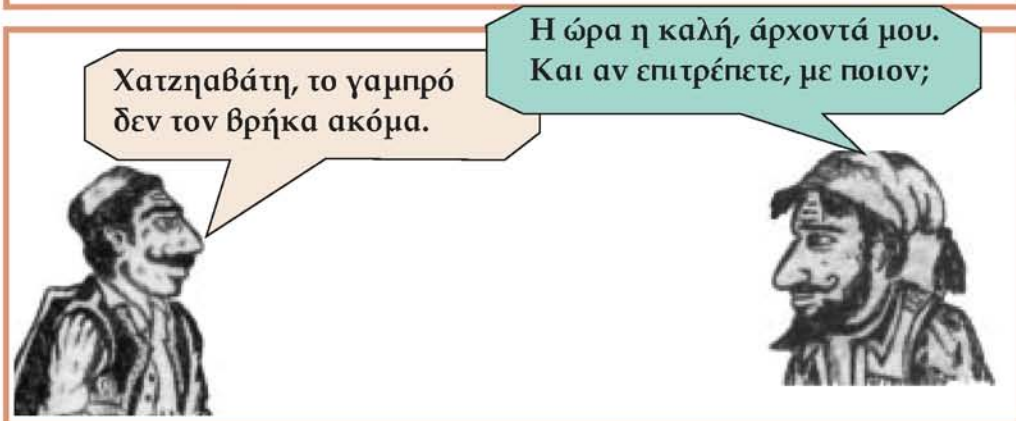 Η ώρα η καλή, άρχοντά μου.
Και αν επιτρέπετε, με ποιον;
Χατζηαβάτη, το γαμπρό
δεν τον βρήκα ακόμα.